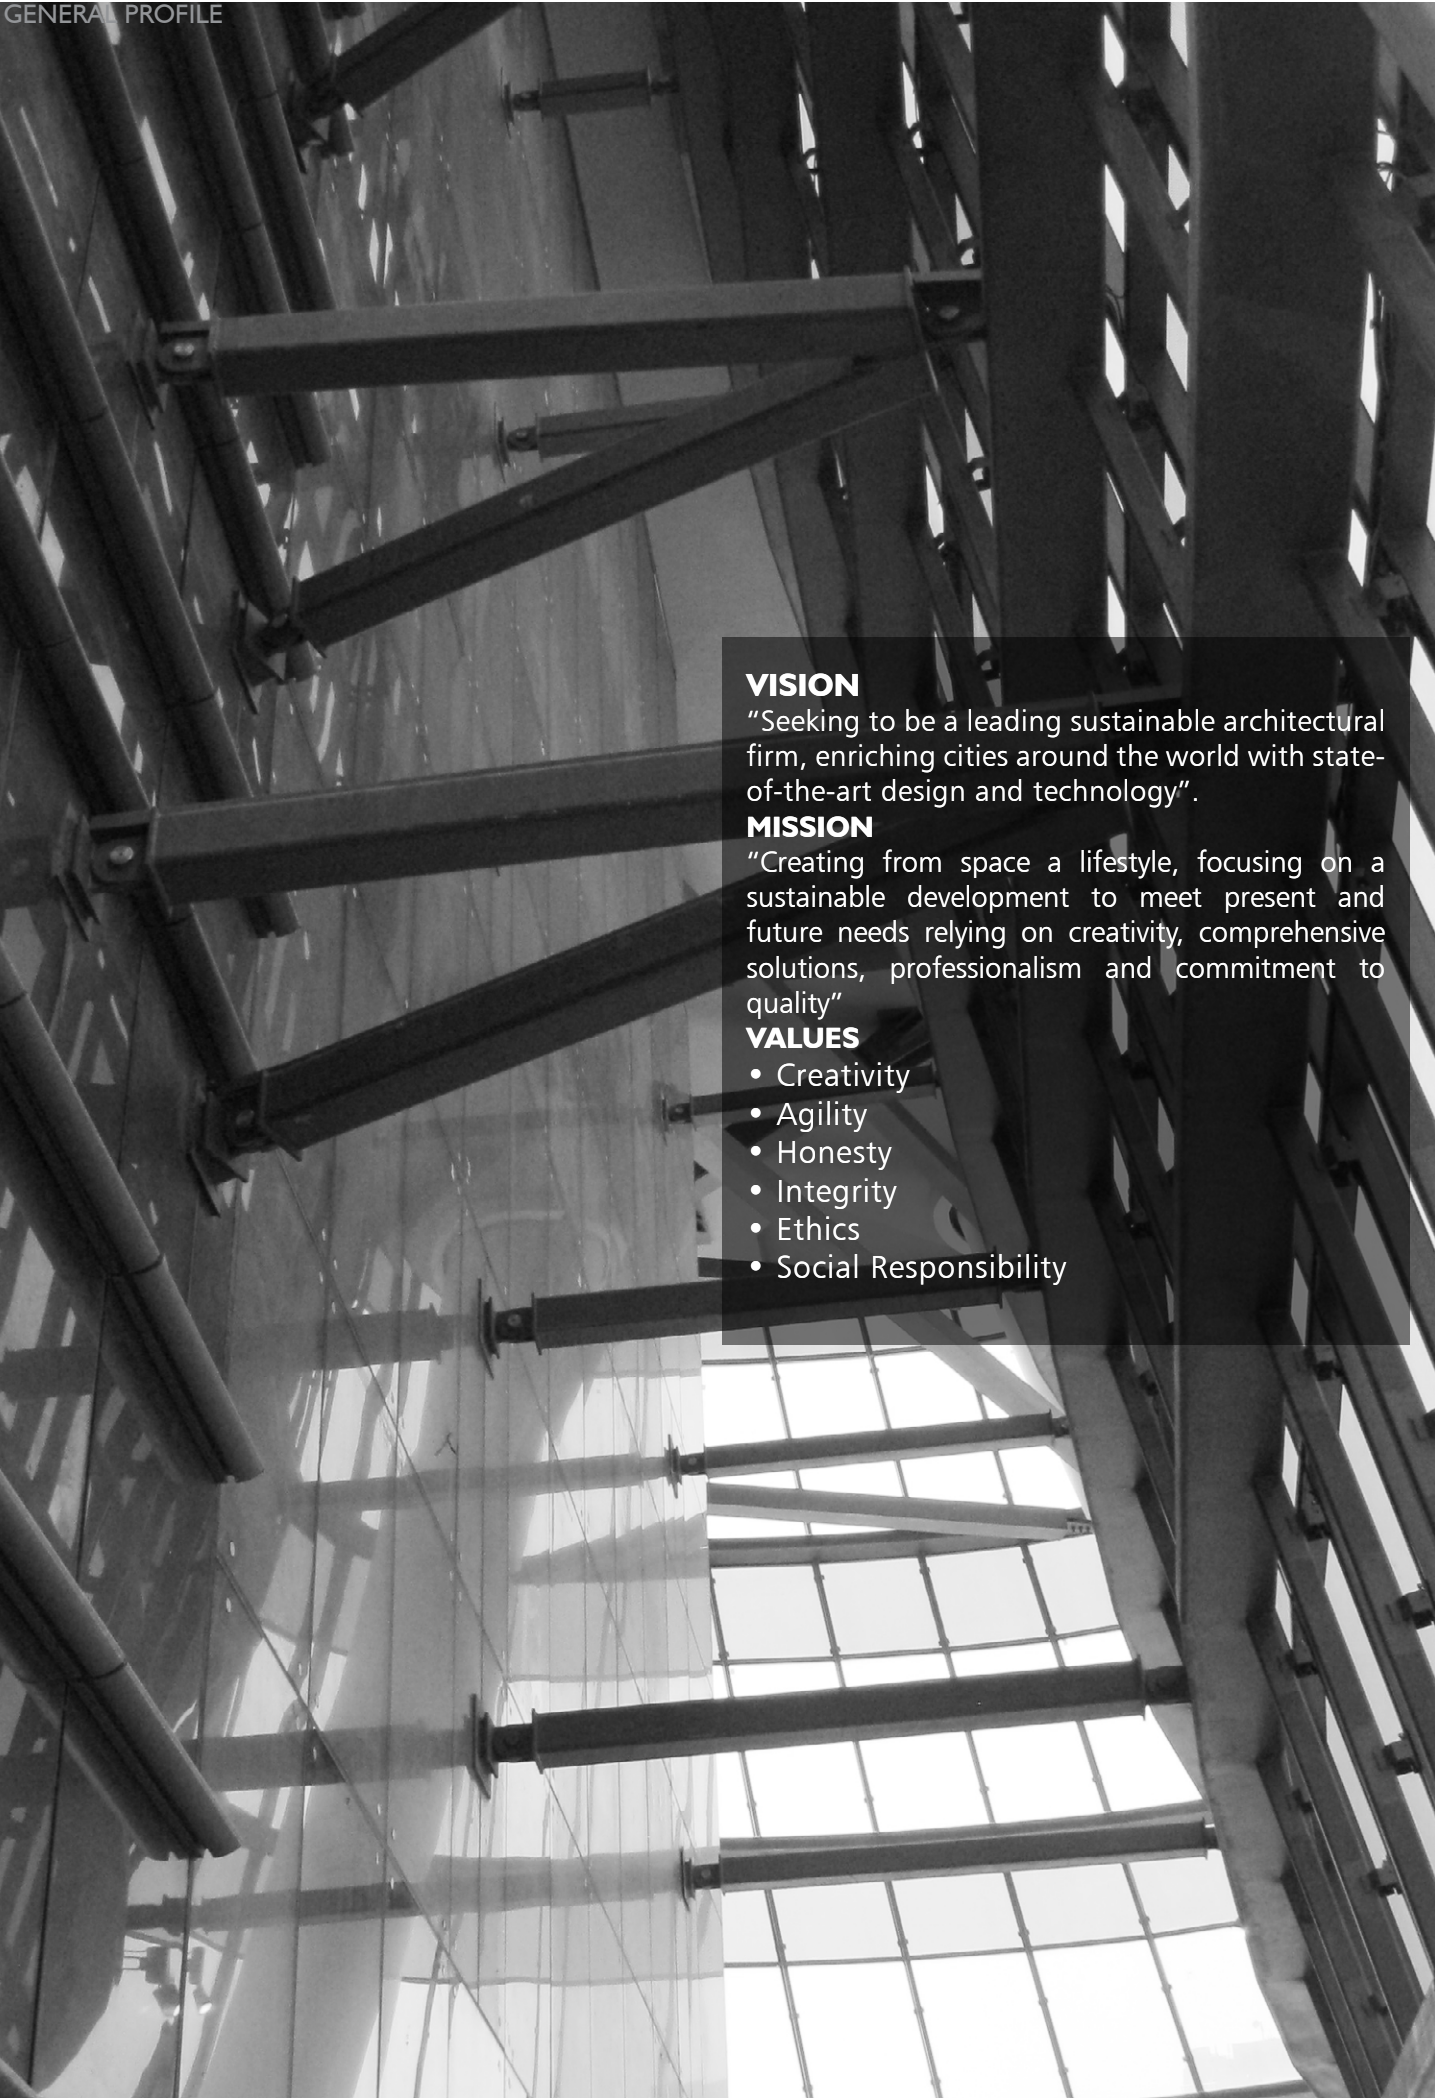 GENERAL PROFILE
VISION
“Seeking to be a leading sustainable architectural
firm, enriching cities around the world with state-
of-the-art design and technology”.
MISSION
“Creating from space a lifestyle, focusing on a
sustainable development to meet present and
future needs relying on creativity, comprehensive
solutions, professionalism and commitment to
quality”
VALUES
• Creativity
• Agility
• Honesty
• Integrity
• Ethics
• Social Responsibility